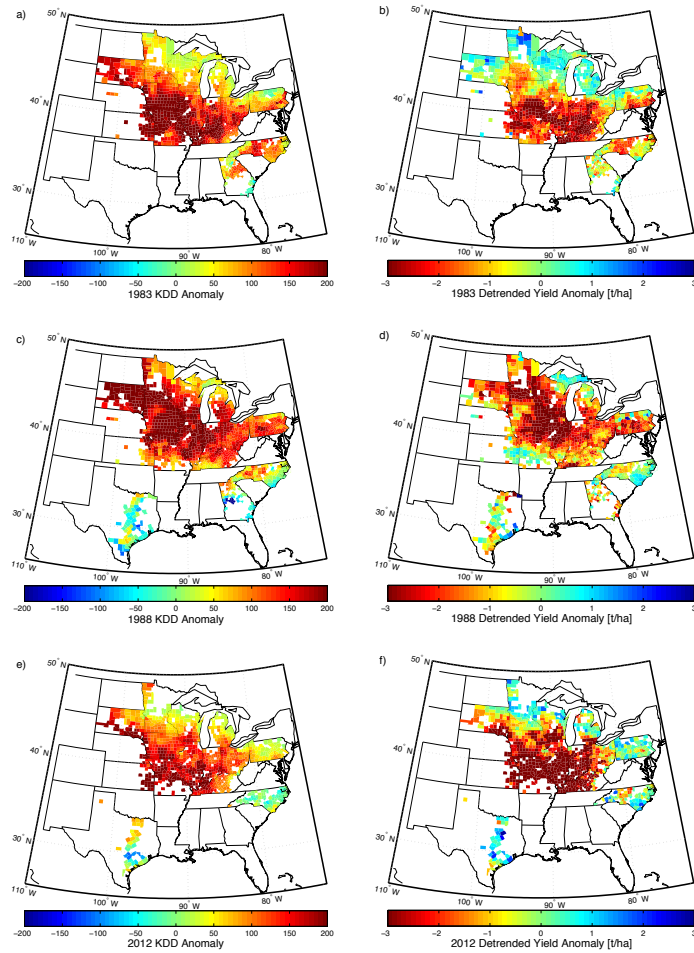 a)
50° N
40° N
30° N
110° W
100° W
90° W
80° W
−200 −150 −100 −50 0 50 100 150 200
1983 KDD Anomaly
b)
50° N
40° N
30° N
110° W
100° W
90° W
80° W
−3 −2 −1 0 1 2 3
1983 Detrended Yield Anomaly [t/ha]
c)
50° N
40° N
30° N
110° W
100° W
90° W
80° W
−200 −150 −100 −50 0 50 100 150 200
1988 KDD Anomaly
d)
50° N
40° N
30° N
110° W
100° W
90° W
80° W
−3 −2 −1 0 1 2 3
1988 Detrended Yield Anomaly [t/ha]
e)
50° N
40° N
30° N
110° W
100° W
90° W
80° W
−200 −150 −100 −50 0 50 100 150 200
2012 KDD Anomaly
f)
50° N
40° N
30° N
110° W
100° W
90° W
80° W
−3 −2 −1 0 1 2 3
2012 Detrended Yield Anomaly [t/ha]